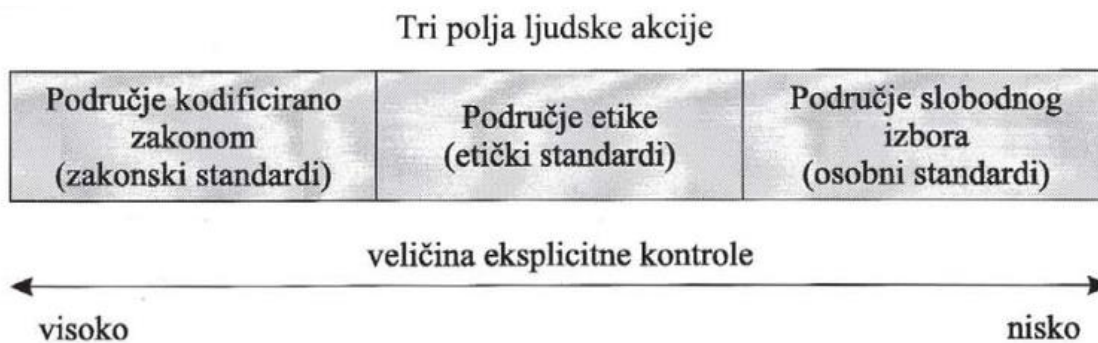 Tri polja ljudske akcije
Područje kodificirano
zakonom
(zakonski standardi)
Područje etike
(etički standardi)
Područje slobodnog
izbora
(osobni standardi)
veličina eksplicitne kontrole
visoko
nisko